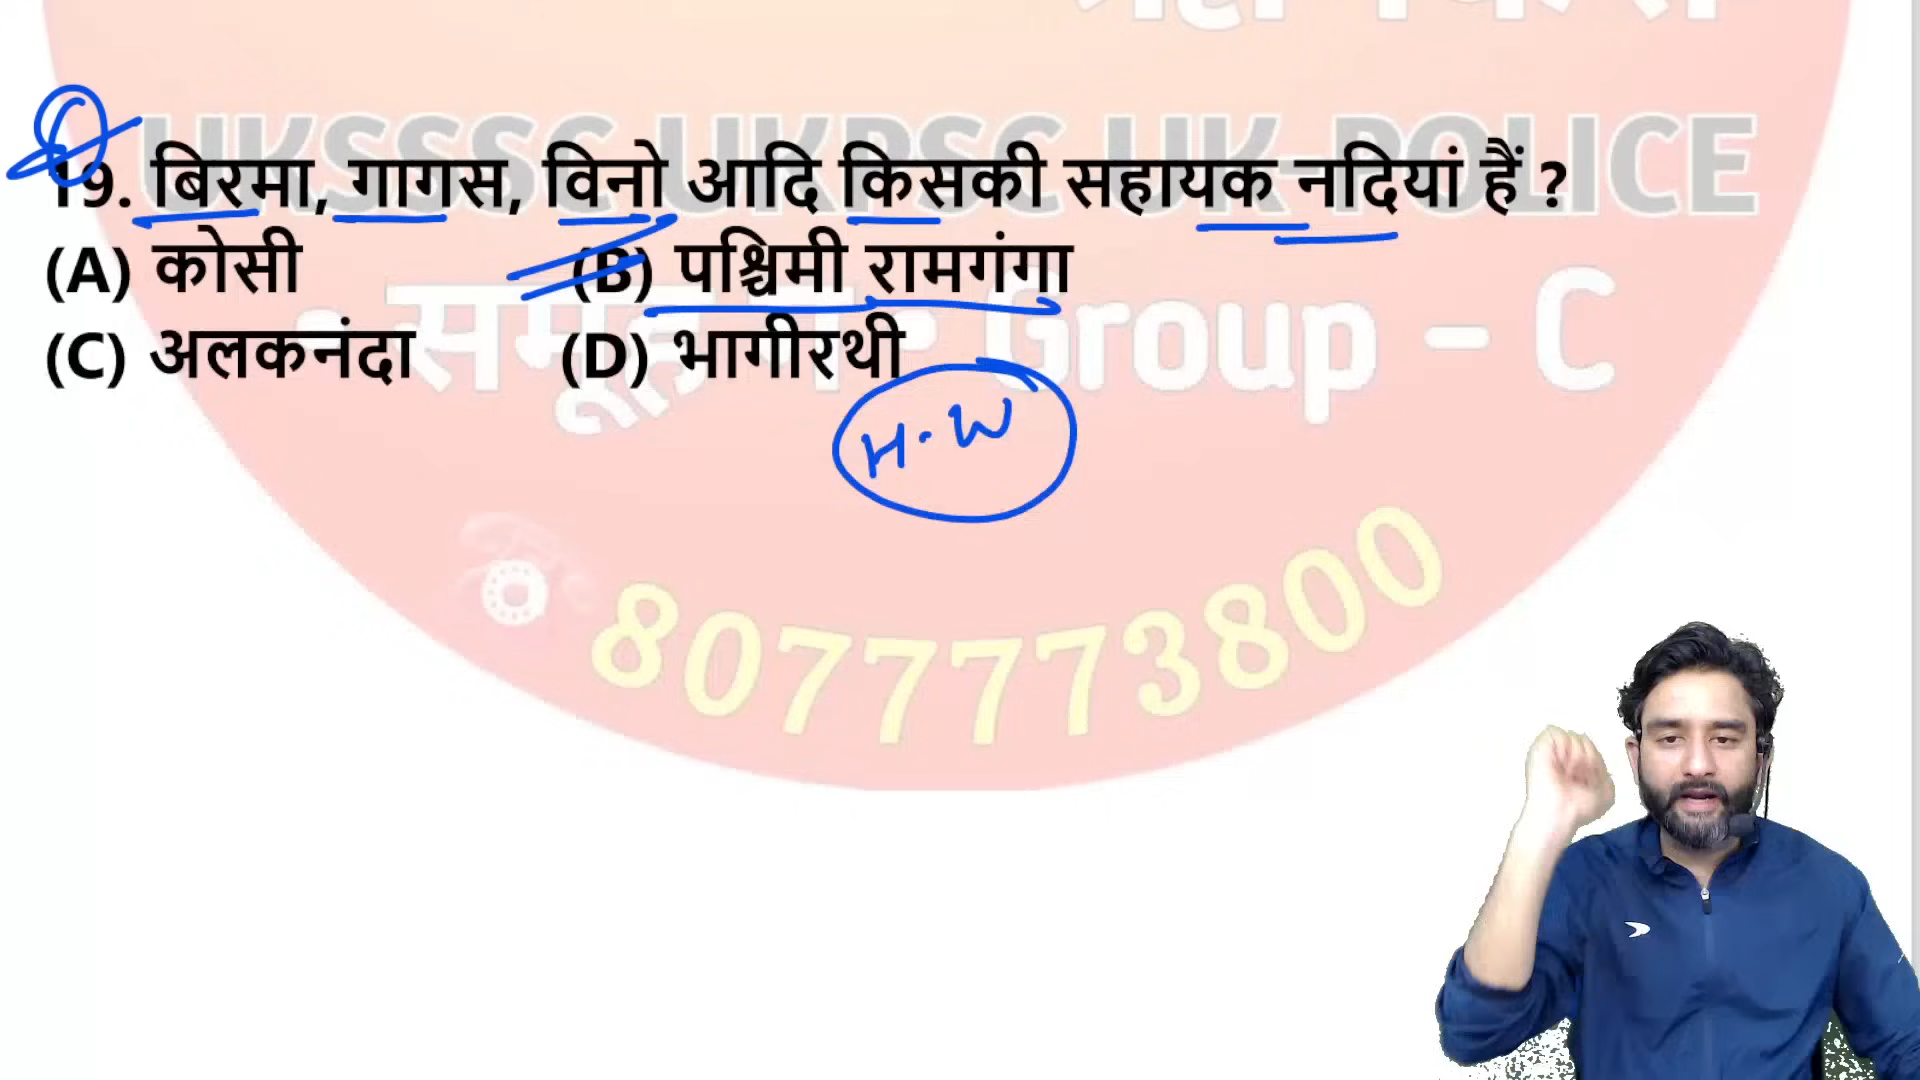 UKSSSC UKPSC UK POLICE
19. बिरमा, गागस, विनो आदि किसकी सहायक नदियां हैं ?
(A) कोसी (B) पश्चिमी रामगंगा
(C) अलकनंदा (D) भागीरथी
Group - C
H.W
8077773800